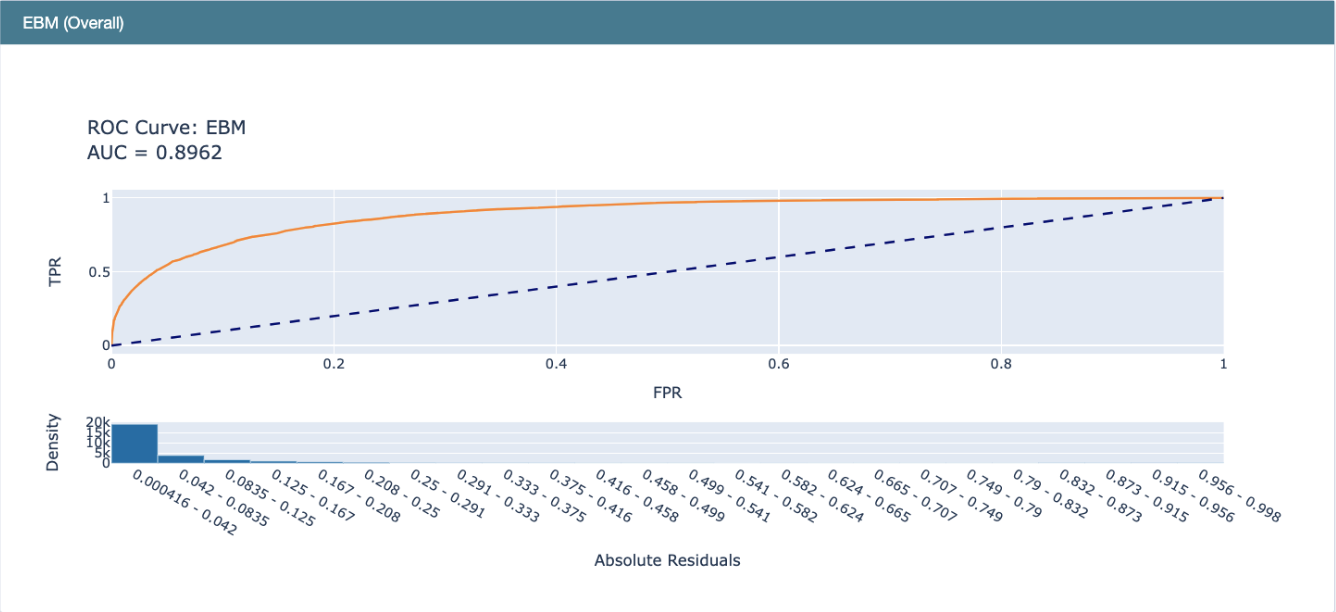 EBM (Overall)
ROC Curve: EBM
AUC = 0.8962
1
0.5
0
TPR
0
0.2
0.4
0.6
0.8
1
FPR
20k
15k
10k
5k
0
Density
0.000416 - 0.042
0.042 - 0.0835
0.0835 - 0.125
0.125 - 0.167
0.167 - 0.208
0.208 - 0.25
0.25 - 0.291
0.291 - 0.333
0.333 - 0.375
0.375 - 0.416
0.416 - 0.458
0.458 - 0.499
0.499 - 0.541
0.541 - 0.582
0.582 - 0.624
0.624 - 0.665
0.665 - 0.707
0.707 - 0.749
0.749 - 0.79
0.79 - 0.832
0.832 - 0.873
0.873 - 0.915
0.915 - 0.956
0.956 - 0.998
Absolute Residuals